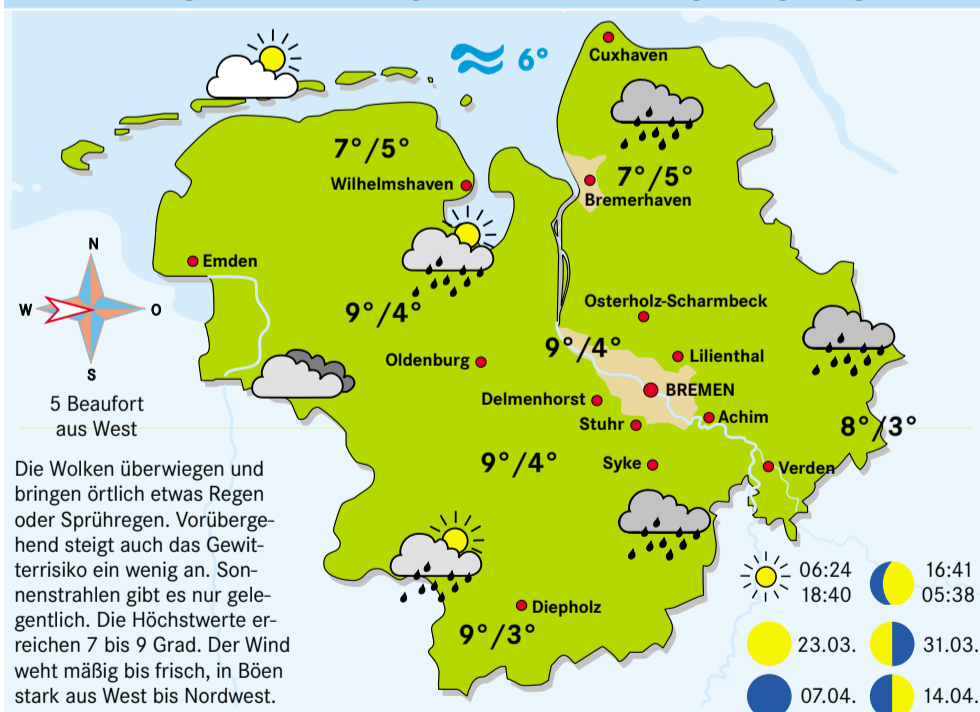 6°
Cuxhaven
7°/5°
Wilhelmshaven
7°/5°
Bremerhaven
N
W
O
S
Emden
9°/4°
Osterholz-Scharmbeck
9°/4°
Oldenburg
Lilienthal
BREMEN
Delmenhorst
Achim
Stuhr
8°/3°
9°/4°
Syke
Verden
Diepholz
9°/3°
5 Beaufort
aus West
Die Wolken überwiegen und
bringen örtlich etwas Regen
oder Sprühregen. Vorüberge-
hend steigt auch das Gewit-
terrisiko ein wenig an. Son-
nenstrahlen gibt es nur gele-
gentlich. Die Höchstwerte er-
reichen 7 bis 9 Grad. Der Wind
weht mäßig bis frisch, in Böen
stark aus West bis Nordwest.
06:24
18:40
16:41
05:38
23.03.
31.03.
07.04.
14.04.